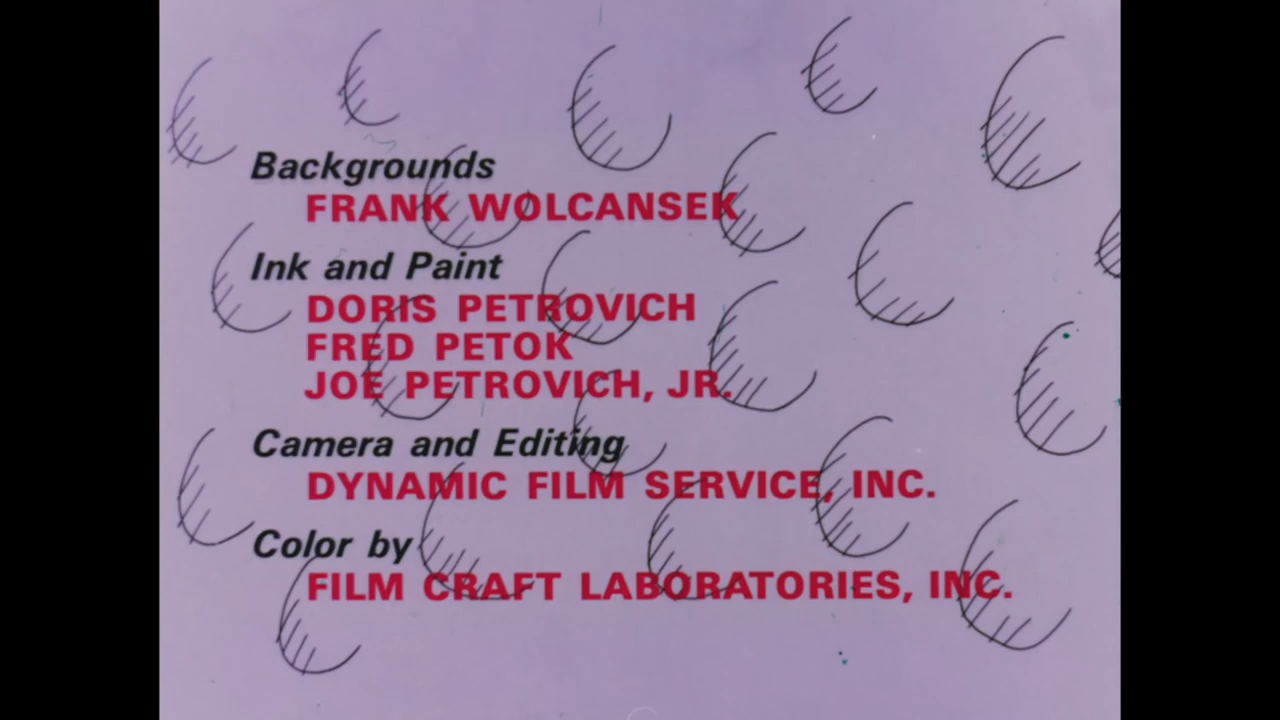 Backgrounds
FRANK WOLCANSEK
Ink and Paint
DORIS PETROVICH
FRED PETOK
JOE PETROVICH, JR.
Camera and Editing
DYNAMIC FILM SERVICE, INC.
Color by
FILM CRAFT LABORATORIES, INC.